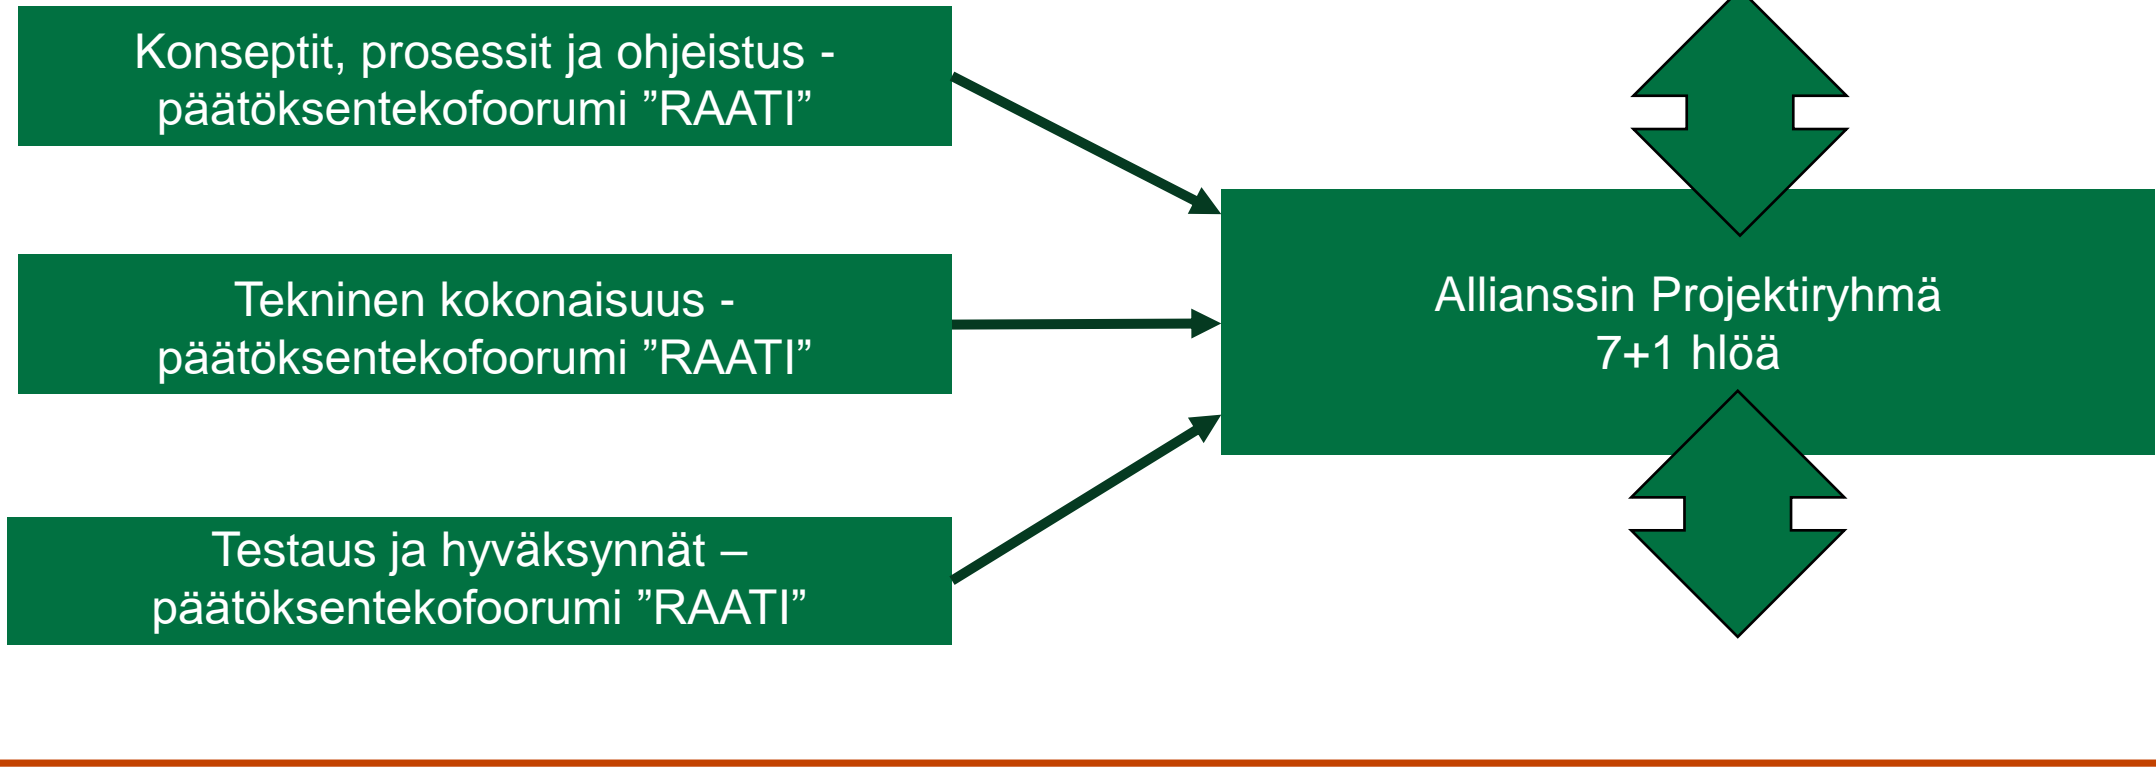 Konseptit, prosessit ja ohjeistus -
päätöksentekofoorumi ”RAATI”
Tekninen kokonaisuus -
päätöksentekofoorumi ”RAATI”
Testaus ja hyväksynnät –
päätöksentekofoorumi ”RAATI”
Allianssin Projektiryhmä
7+1 hlöä